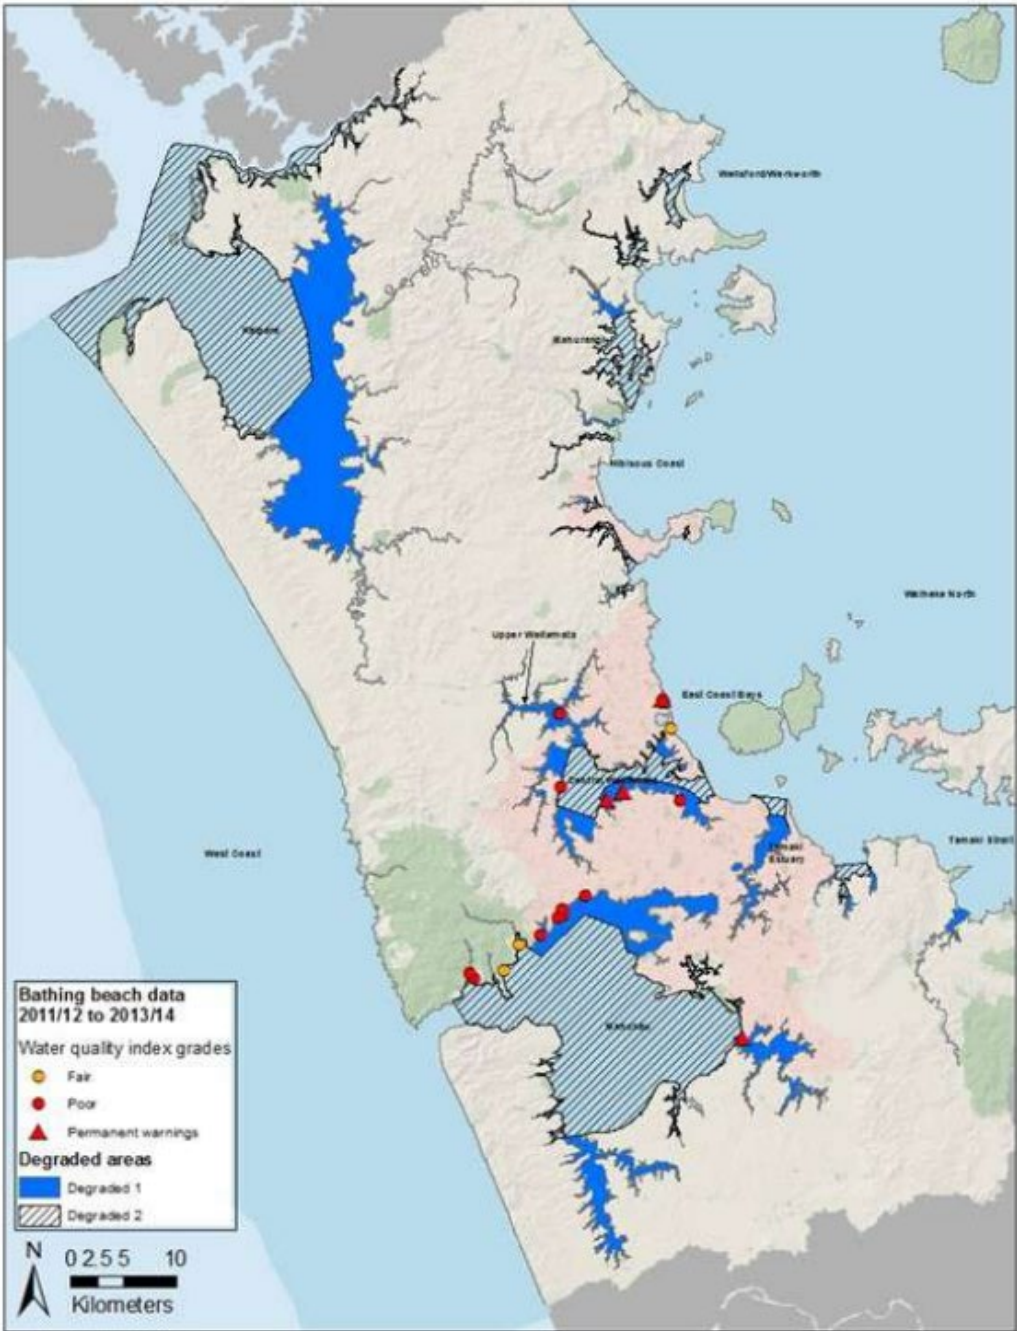 Wellsford/Warkworth
Kaipara
Mahurangi
Hibiscus Coast
Waiheke North
Upper Waitemata
East Coast Bays
West Coast
Tamaki
Estuary
Tamaki Strait
Manukau
Bathing beach data
2011/12 to 2013/14
Water quality index grades
Fair
Poor
Permanent warnings
Degraded areas
Degraded 1
Degraded 2
N
0 2.5 5 10
Kilometers